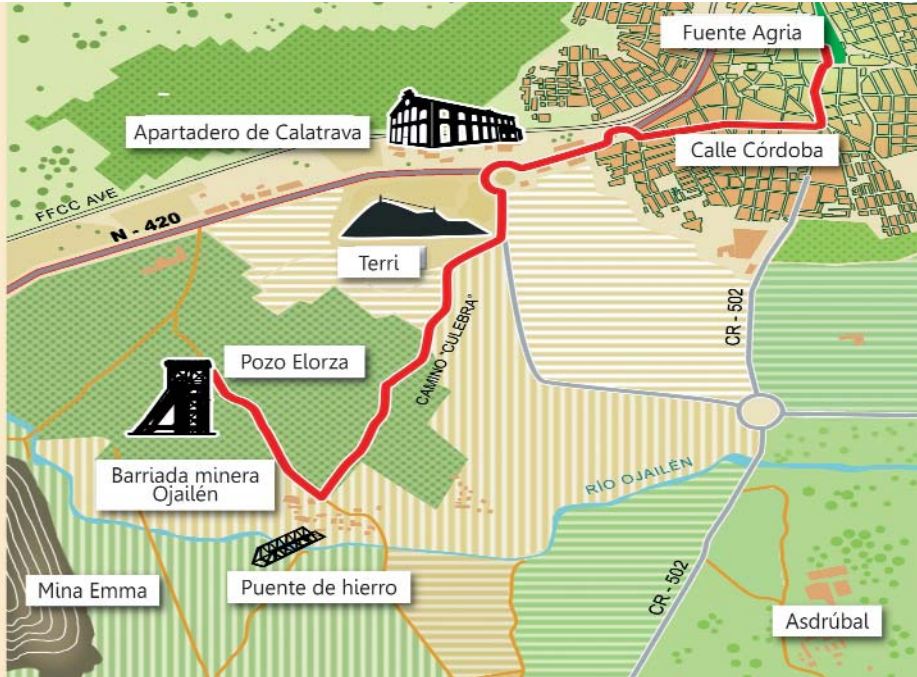 Fuente Agria
Apartadero de Calatrava
Calle Córdoba
FFCC AVE
N - 420
Terri
CR - 502
CAMINO "CULEBRA"
Pozo Elorza
Barriada minera
Ojailén
RÍO OJAILÉN
Mina Emma
Puente de hierro
CR - 502
Asdrúbal